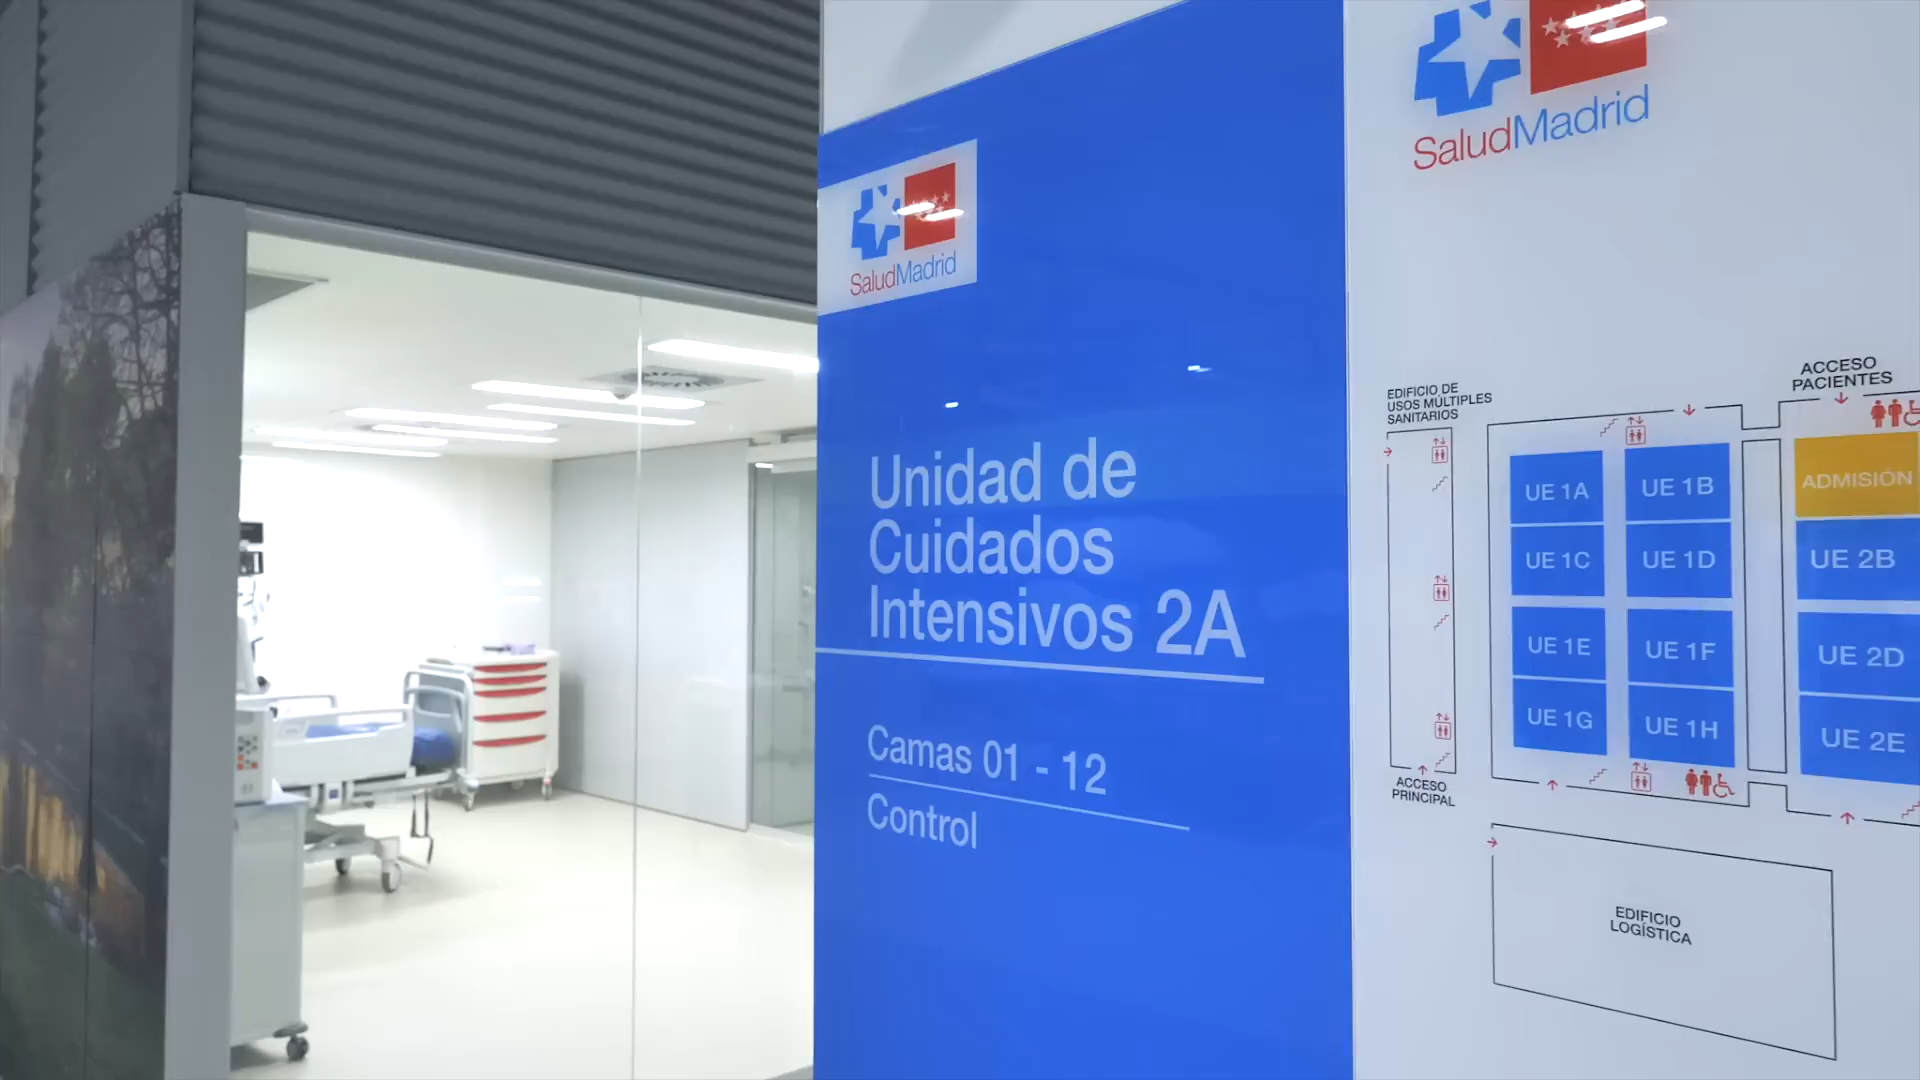 SaludMadrid
Unidad de
Cuidados
Intensivos 2A
Camas 01 - 12
Control
SaludMadrid
EDIFICIO DE
USOS MÚLTIPLES
SANITARIOS
ACCESO
PACIENTES
UE 1A
UE 1B
ADMISIÓN
UE 1C
UE 1D
UE 2B
UE 1E
UE 1F
UE 2D
UE 1G
UE 1H
UE 2E
ACCESO
PRINCIPAL
EDIFICIO
LOGÍSTICA